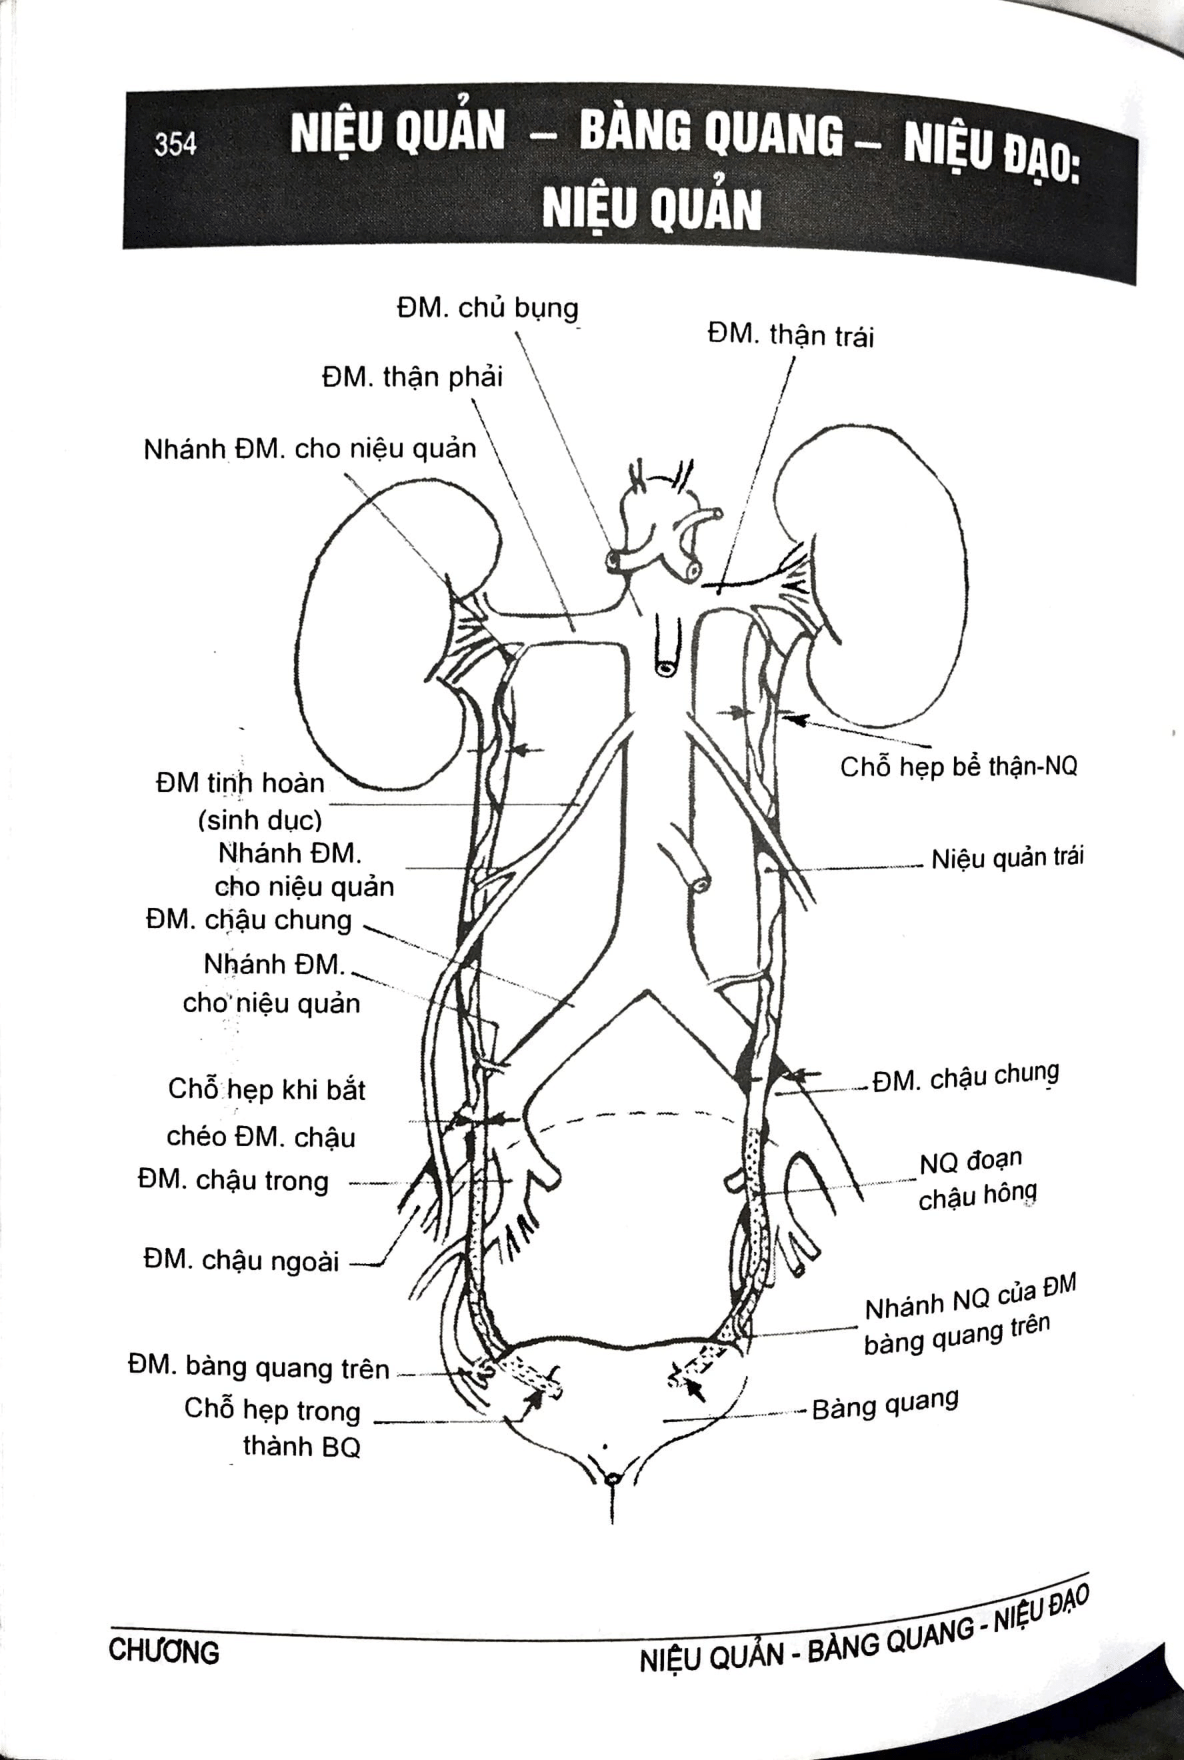 354
NIỆU QUẢN – BÀNG QUANG – NIỆU ĐẠO:
NIỆU QUẢN
ĐM. chủ bụng
ĐM. thận trái
ĐM. thận phải
Nhánh ĐM. cho niệu quản
Chỗ hẹp bể thận-NQ
ĐM tinh hoàn
(sinh dục)
Nhánh ĐM.
cho niệu quản
Niệu quản trái
ĐM. chậu chung
Nhánh ĐM.
cho niệu quản
Chỗ hẹp khi bắt
chéo ĐM. chậu
ĐM. chậu chung
ĐM. chậu trong
NQ đoạn
chậu hông
ĐM. chậu ngoài
Nhánh NQ của ĐM
bàng quang trên
ĐM. bàng quang trên
Chỗ hẹp trong
thành BQ
Bàng quang
CHƯƠNG
NIỆU QUẢN - BÀNG QUANG - NIỆU ĐẠO